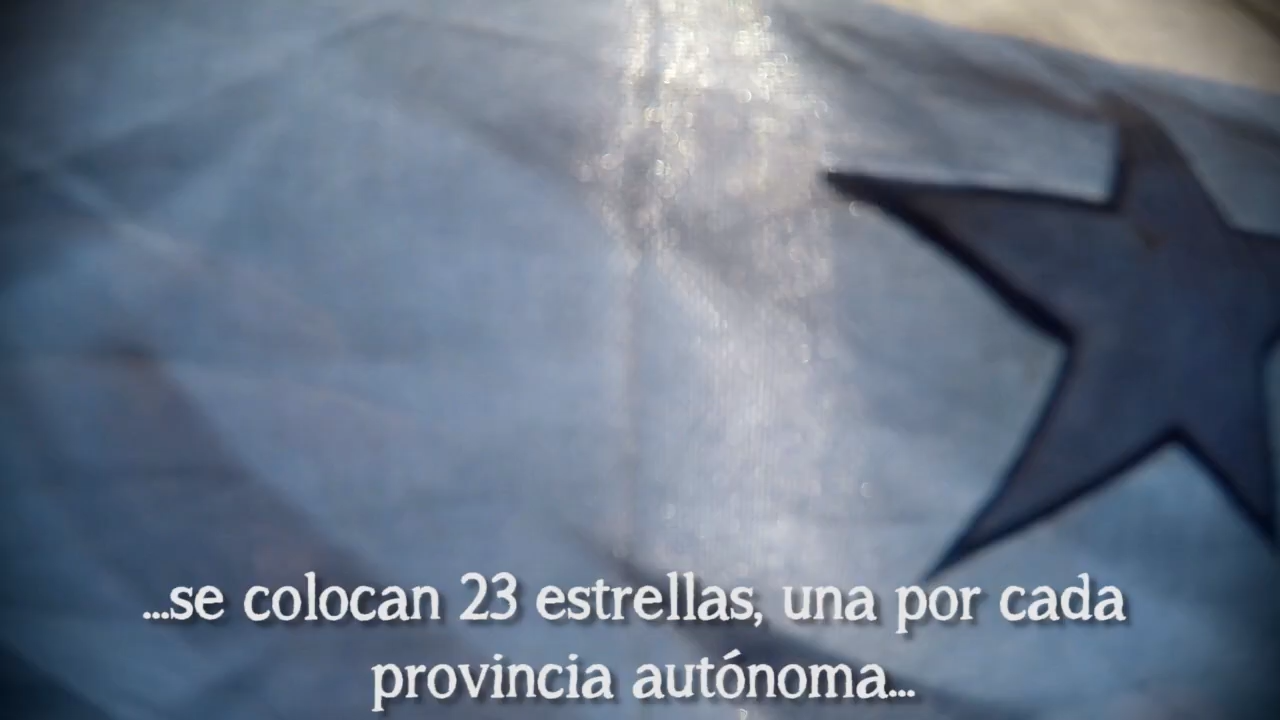 ...se colocan 23 estrellas, una por cada
provincia autónoma...